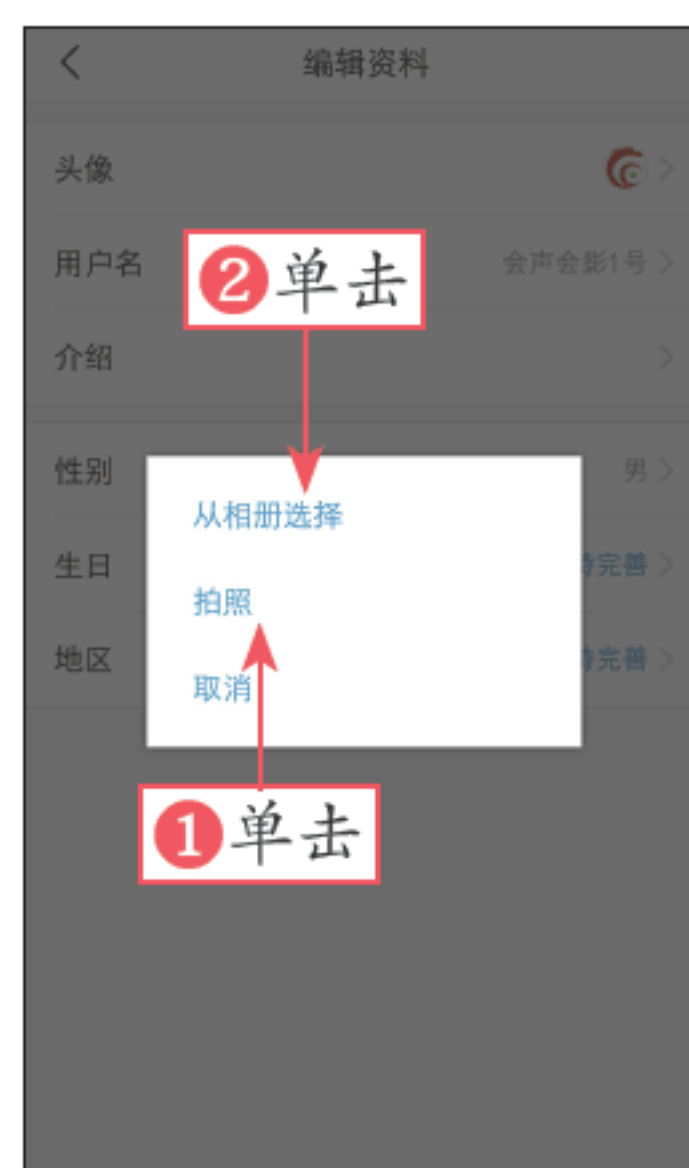 编辑资料
头像
用户名
❷单击
会声会影1号
介绍
性别
男
从相册选择
生日
完善
拍照
地区
完善
取消
❶单击